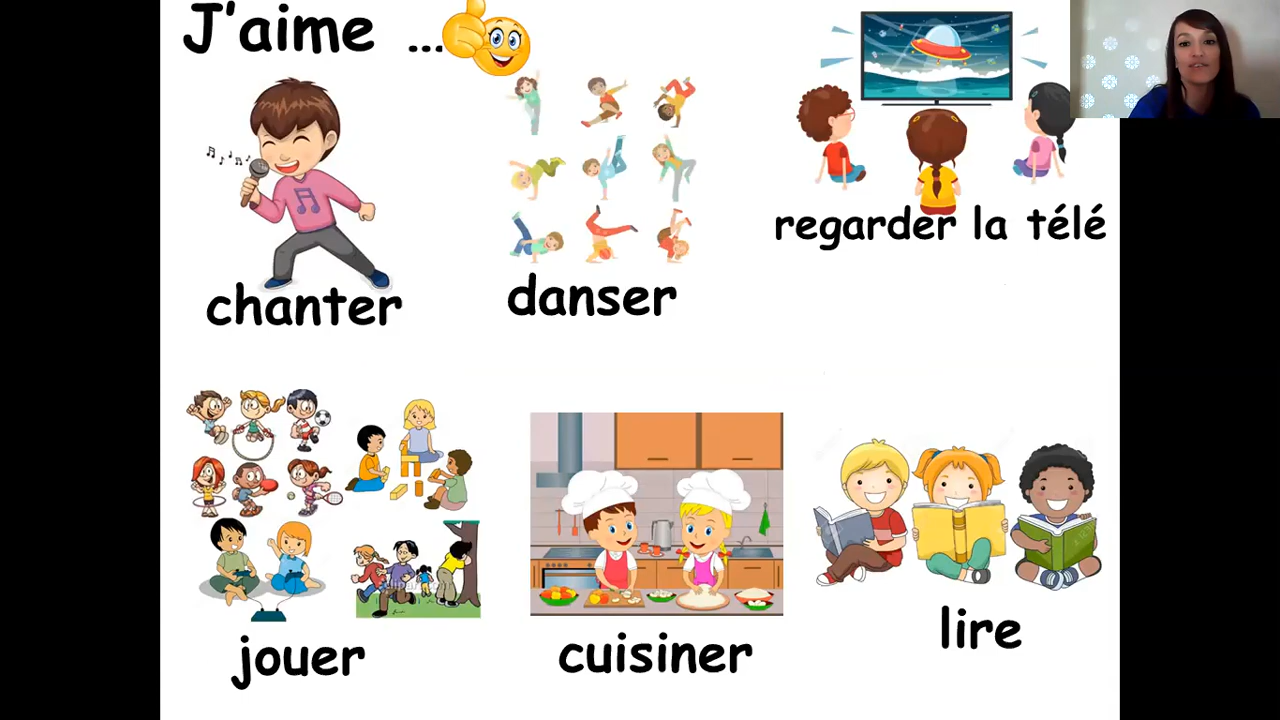 J'aime ...
chanter
danser
regarder la télé
jouer
cuisiner
lire